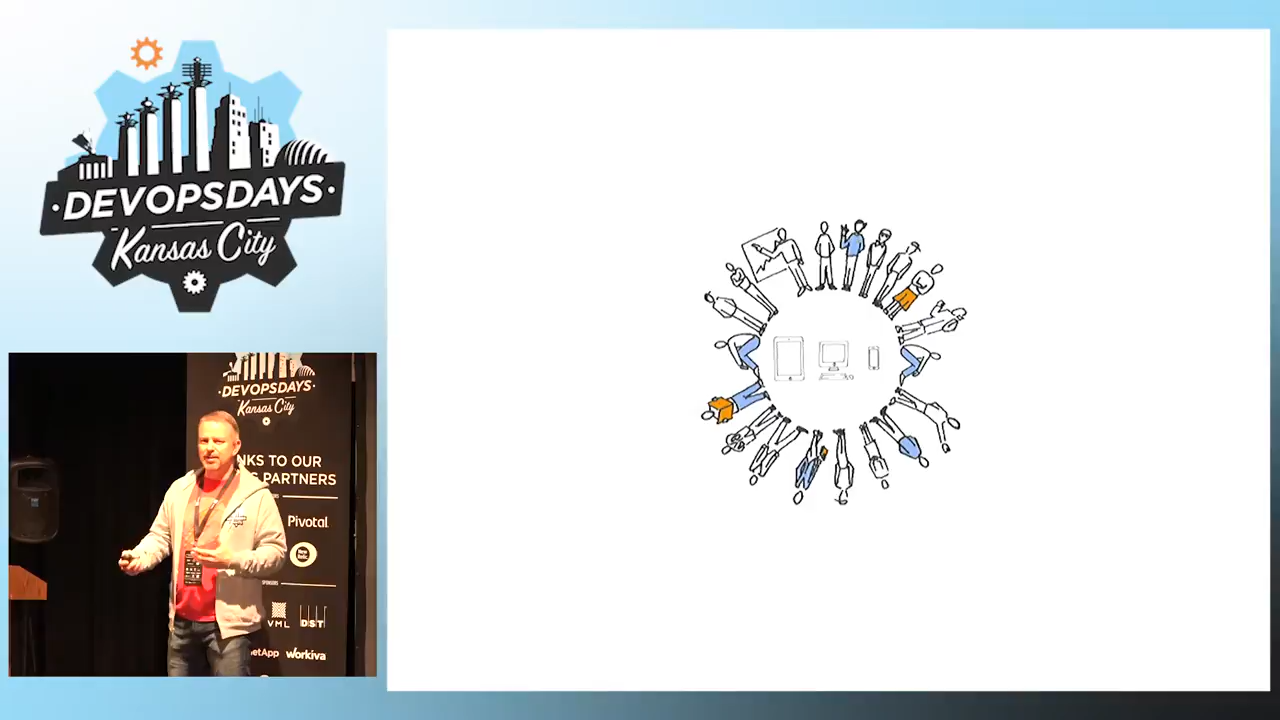 · DEVOPSDAYS ·
Kansas City
· DEVOPSDAYS ·
Kansas City
NKS TO OUR
PARTNERS
Pivotal
VML
DST
etApp
workiva